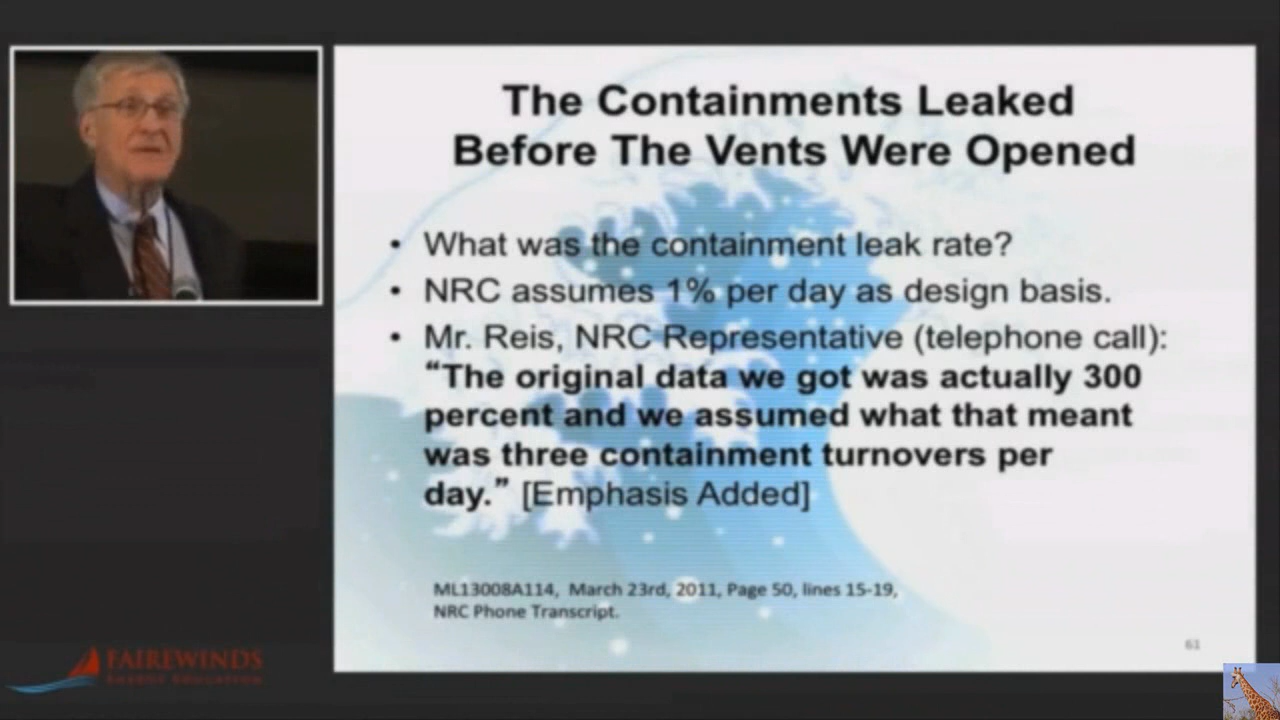 The Containments Leaked
Before The Vents Were Opened
• What was the containment leak rate?
• NRC assumes 1% per day as design basis.
• Mr. Reis, NRC Representative (telephone call):
“The original data we got was actually 300
percent and we assumed what that meant
was three containment turnovers per
day.” [Emphasis Added]
ML13008A114, March 23rd, 2011, Page 50, lines 15-19,
NRC Phone Transcript.
61
FAIREWINDS
ENERGY EDUCATION